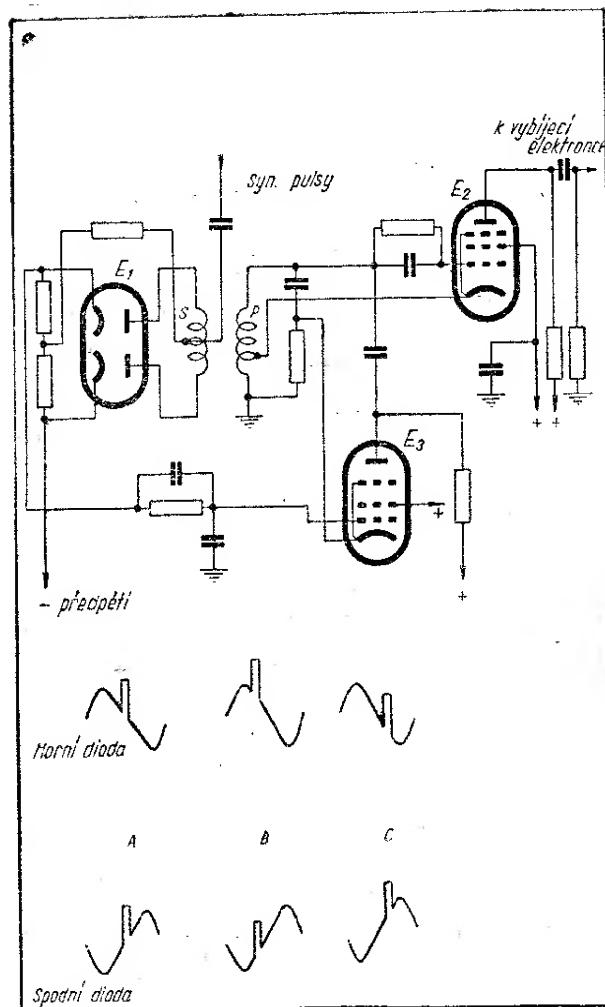 k vybíjecí
elektronce
syn. pulsy
E2
E1
S
P
E3
+ +
+
+
− předpětí
Horní dioda
A B C
Spodní dioda